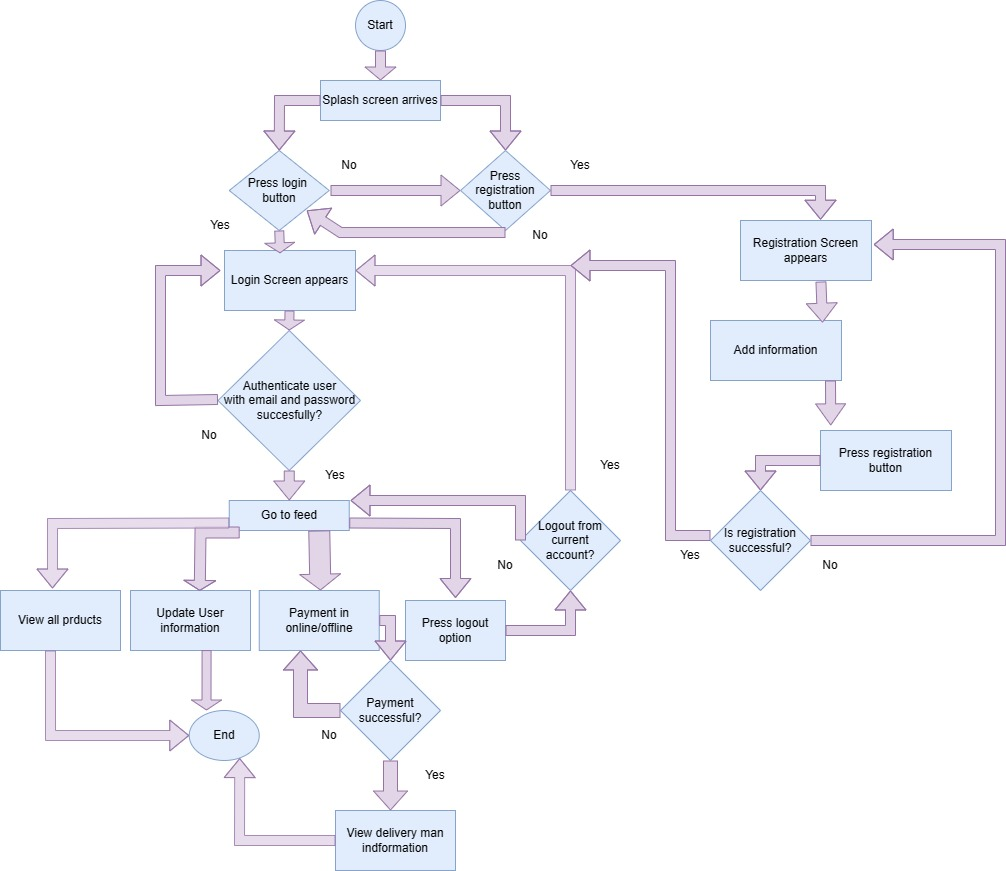 Start
Splash screen arrives
No
Yes
Press login
button
Press
registration
button
Yes
No
Registration Screen
appears
Login Screen appears
Add information
Authenticate user
with email and password
succesfully?
No
Press registration
button
Yes
Yes
Go to feed
Logout from
current
account?
Is registration
successful?
No
Yes
No
View all prducts
Update User
information
Payment in
online/offline
Press logout
option
Payment
successful?
End
No
Yes
View delivery man
indformation